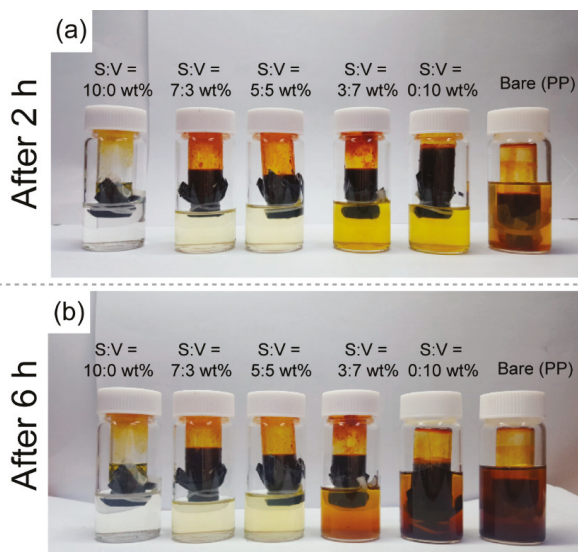 (a)
After 2 h
S:V =
10:0 wt%
S:V =
7:3 wt%
S:V =
5:5 wt%
S:V =
3:7 wt%
S:V =
0:10 wt%
Bare (PP)
(b)
After 6 h
S:V =
10:0 wt%
S:V =
7:3 wt%
S:V =
5:5 wt%
S:V =
3:7 wt%
S:V =
0:10 wt%
Bare (PP)